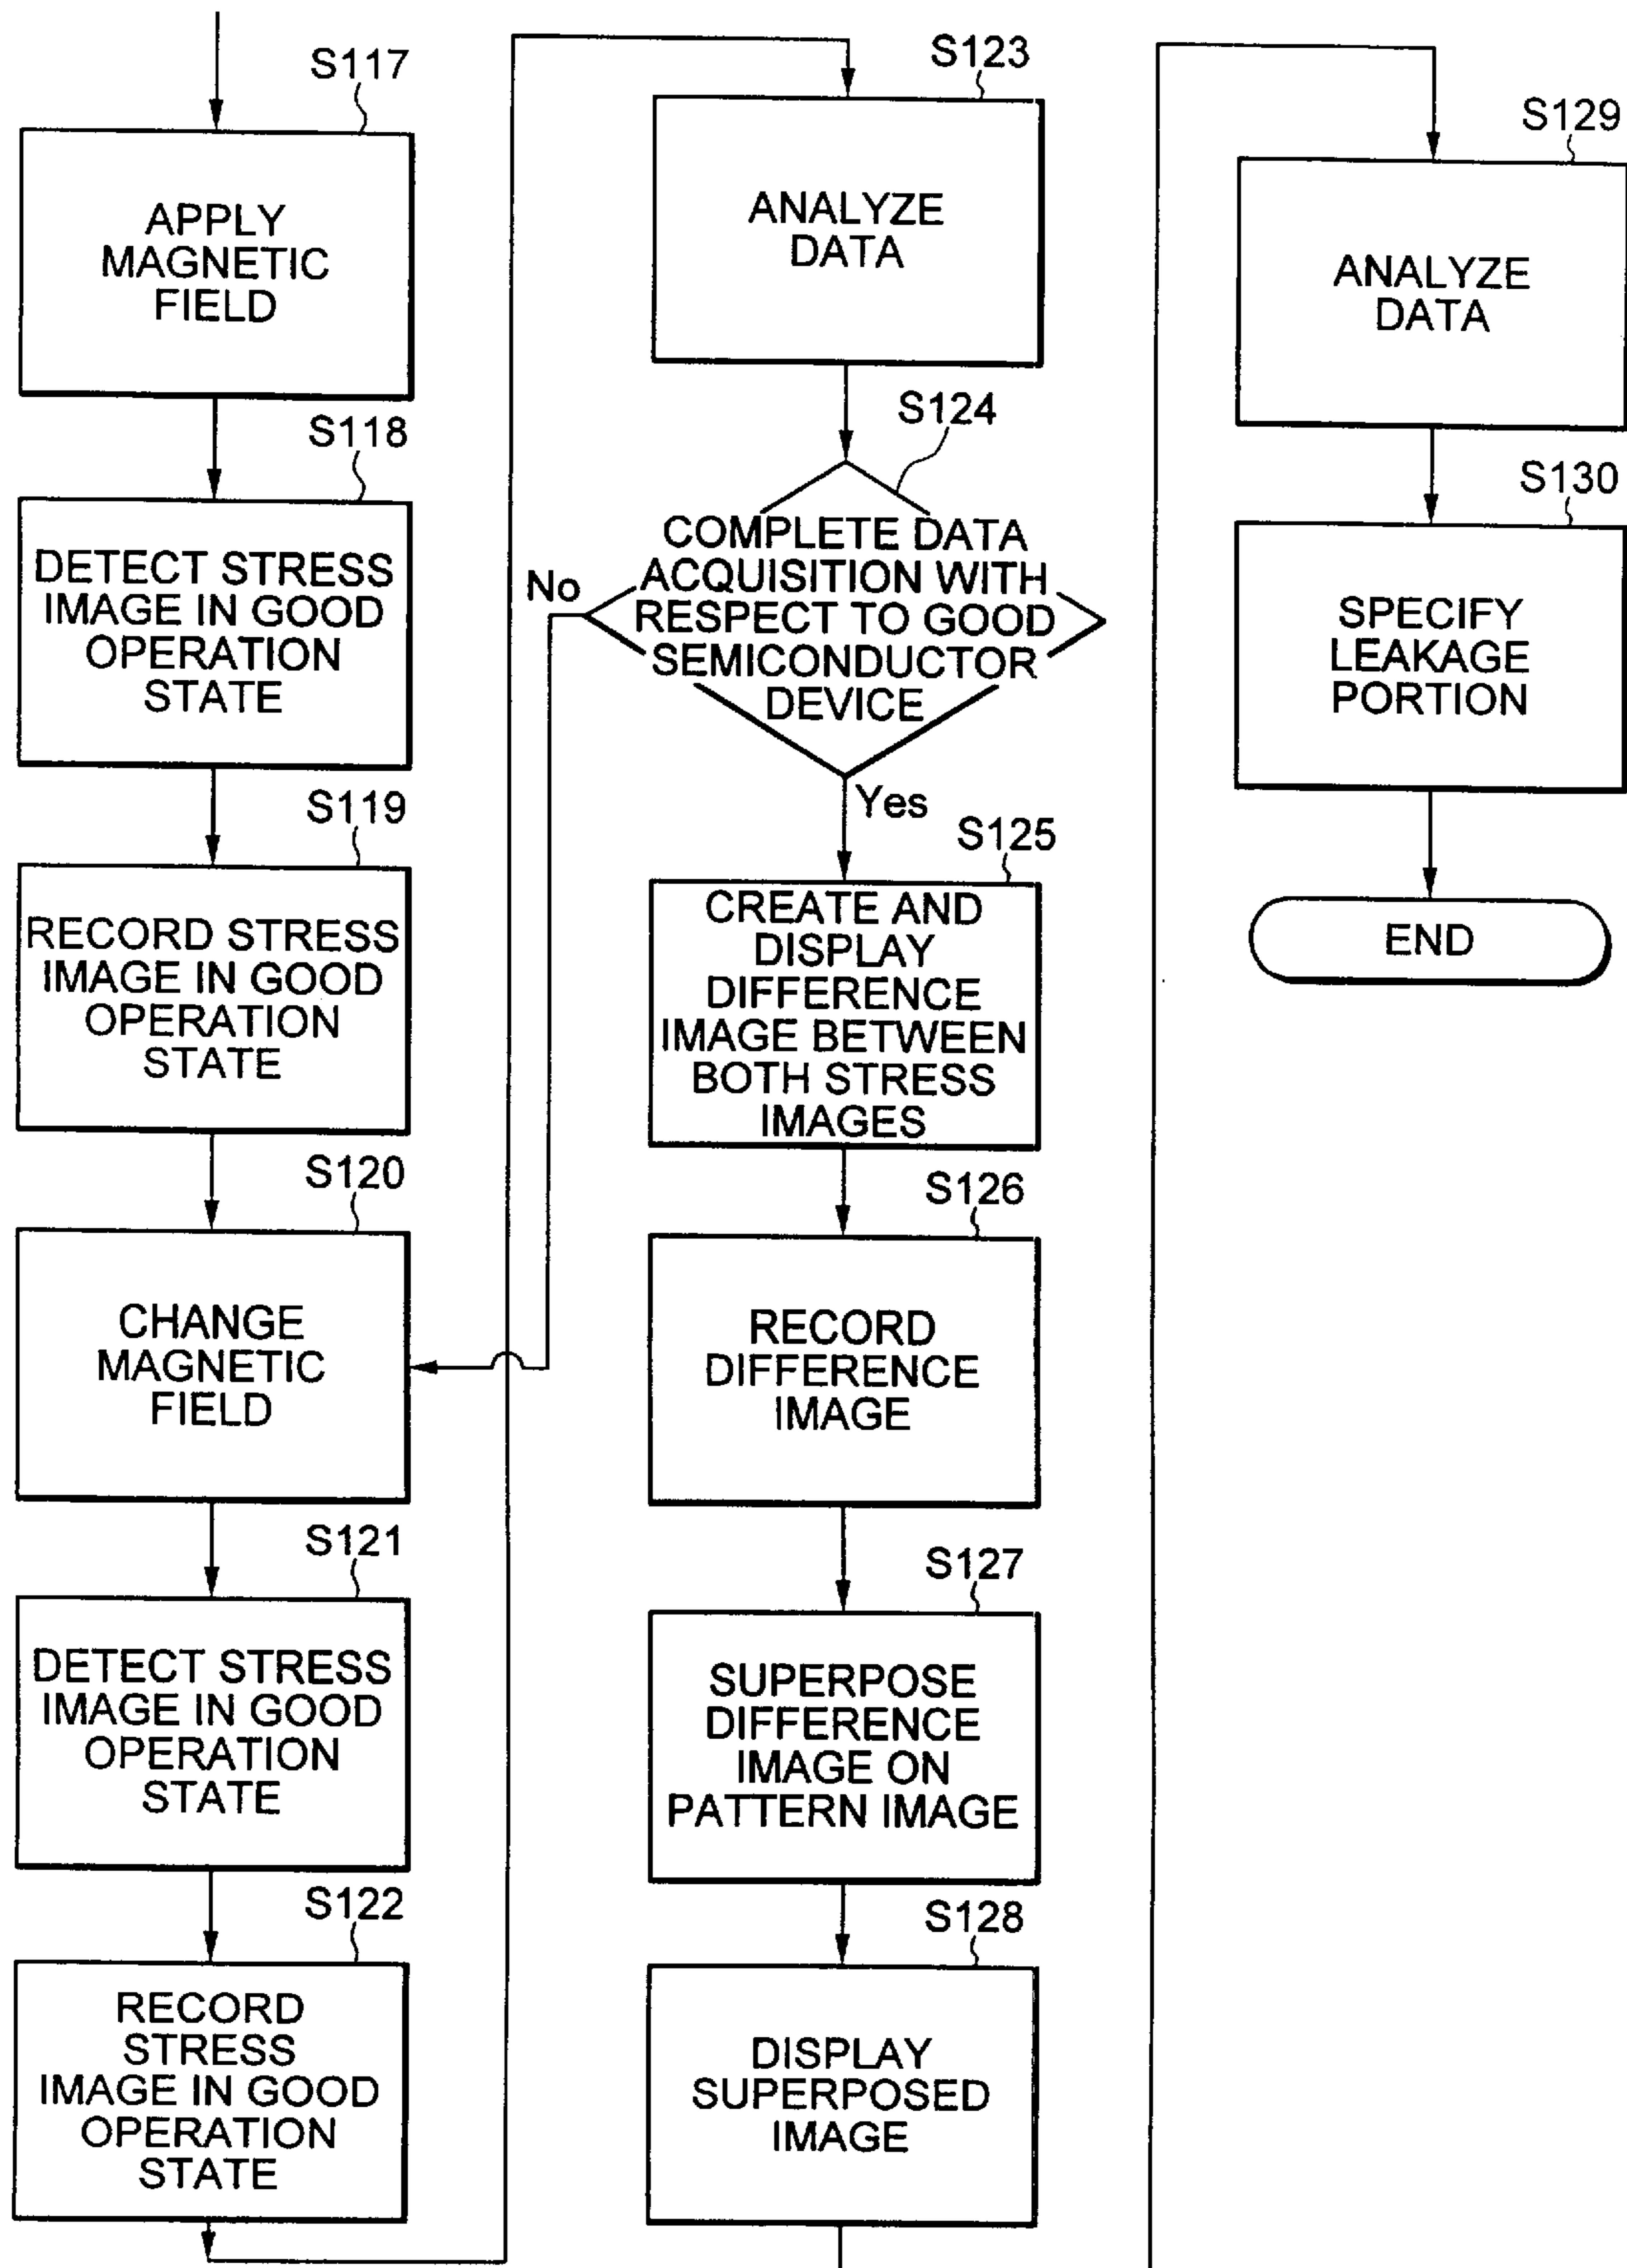 S117
APPLY
MAGNETIC
FIELD
S118
DETECT STRESS
IMAGE IN GOOD
OPERATION
STATE
S119
RECORD STRESS
IMAGE IN GOOD
OPERATION
STATE
S120
CHANGE
MAGNETIC
FIELD
S121
DETECT STRESS
IMAGE IN GOOD
OPERATION
STATE
S122
RECORD
STRESS
IMAGE IN GOOD
OPERATION
STATE
S123
ANALYZE
DATA
S124
COMPLETE DATA
ACQUISITION WITH
RESPECT TO GOOD
SEMICONDUCTOR
DEVICE
No
Yes
S125
CREATE AND
DISPLAY
DIFFERENCE
IMAGE BETWEEN
BOTH STRESS
IMAGES
S126
RECORD
DIFFERENCE
IMAGE
S127
SUPERPOSE
DIFFERENCE
IMAGE ON
PATTERN IMAGE
S128
DISPLAY
SUPERPOSED
IMAGE
S129
ANALYZE
DATA
S130
SPECIFY
LEAKAGE
PORTION
END